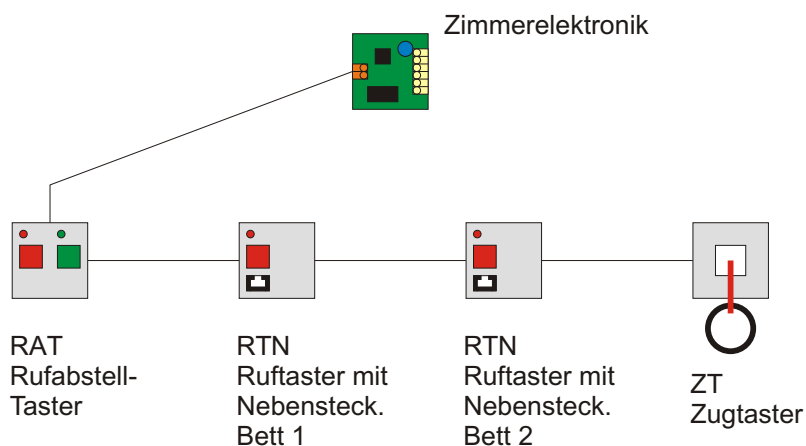 Zimmerelektronik
RAT
Rufabstell-
Taster
RTN
Ruftaster mit
Nebensteck.
Bett 1
RTN
Ruftaster mit
Nebensteck.
Bett 2
ZT
Zugtaster